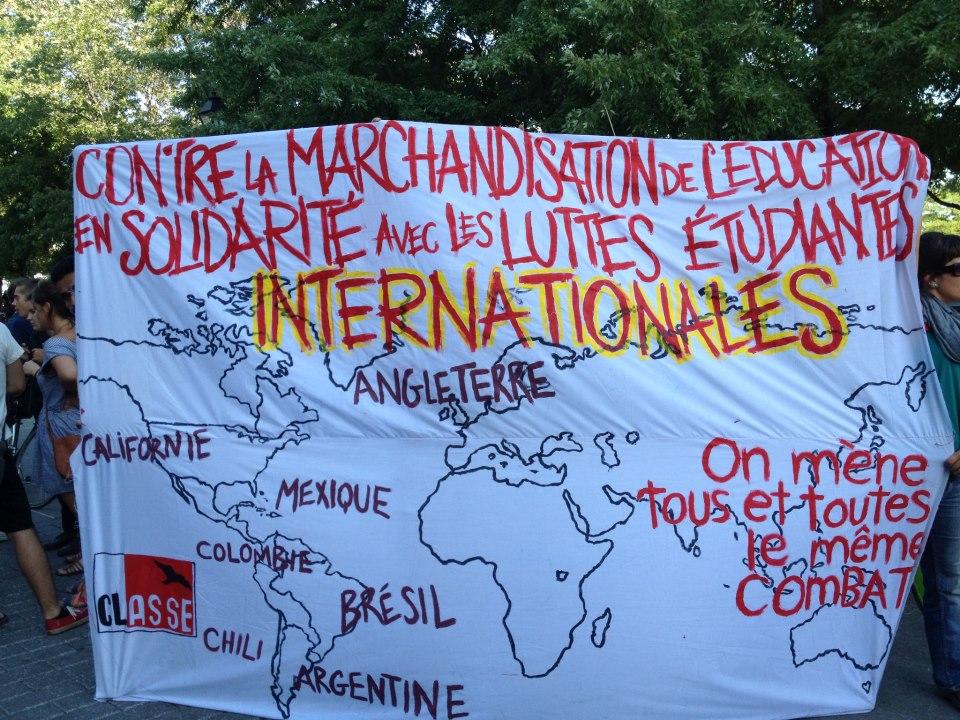 CONTRE LA MARCHANDISATION DE L'ÉDUCATION
EN SOLIDARITÉ AVEC LES LUTTES ÉTUDIANTES
INTERNATIONALES
ANGLETERRE
CALIFORNIE
MEXIQUE
On mène
tous et toutes
le même
COMBAT
COLOMBIE
BRÉSIL
CLASSE
CHILI
ARGENTINE